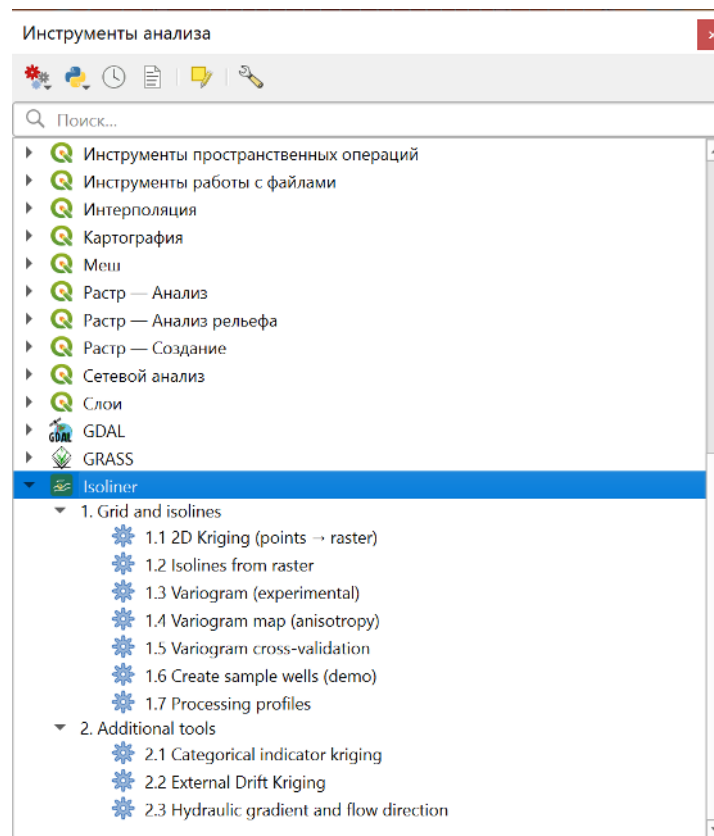 Инструменты анализа
Поиск...
Инструменты пространственных операций
Инструменты работы с файлами
Интерполяция
Картография
Меш
Растр — Анализ
Растр — Анализ рельефа
Растр — Создание
Сетевой анализ
Слои
GDAL
GRASS
Isoliner
1. Grid and isolines
1.1 2D Kriging (points → raster)
1.2 Isolines from raster
1.3 Variogram (experimental)
1.4 Variogram map (anisotropy)
1.5 Variogram cross-validation
1.6 Create sample wells (demo)
1.7 Processing profiles
2. Additional tools
2.1 Categorical indicator kriging
2.2 External Drift Kriging
2.3 Hydraulic gradient and flow direction